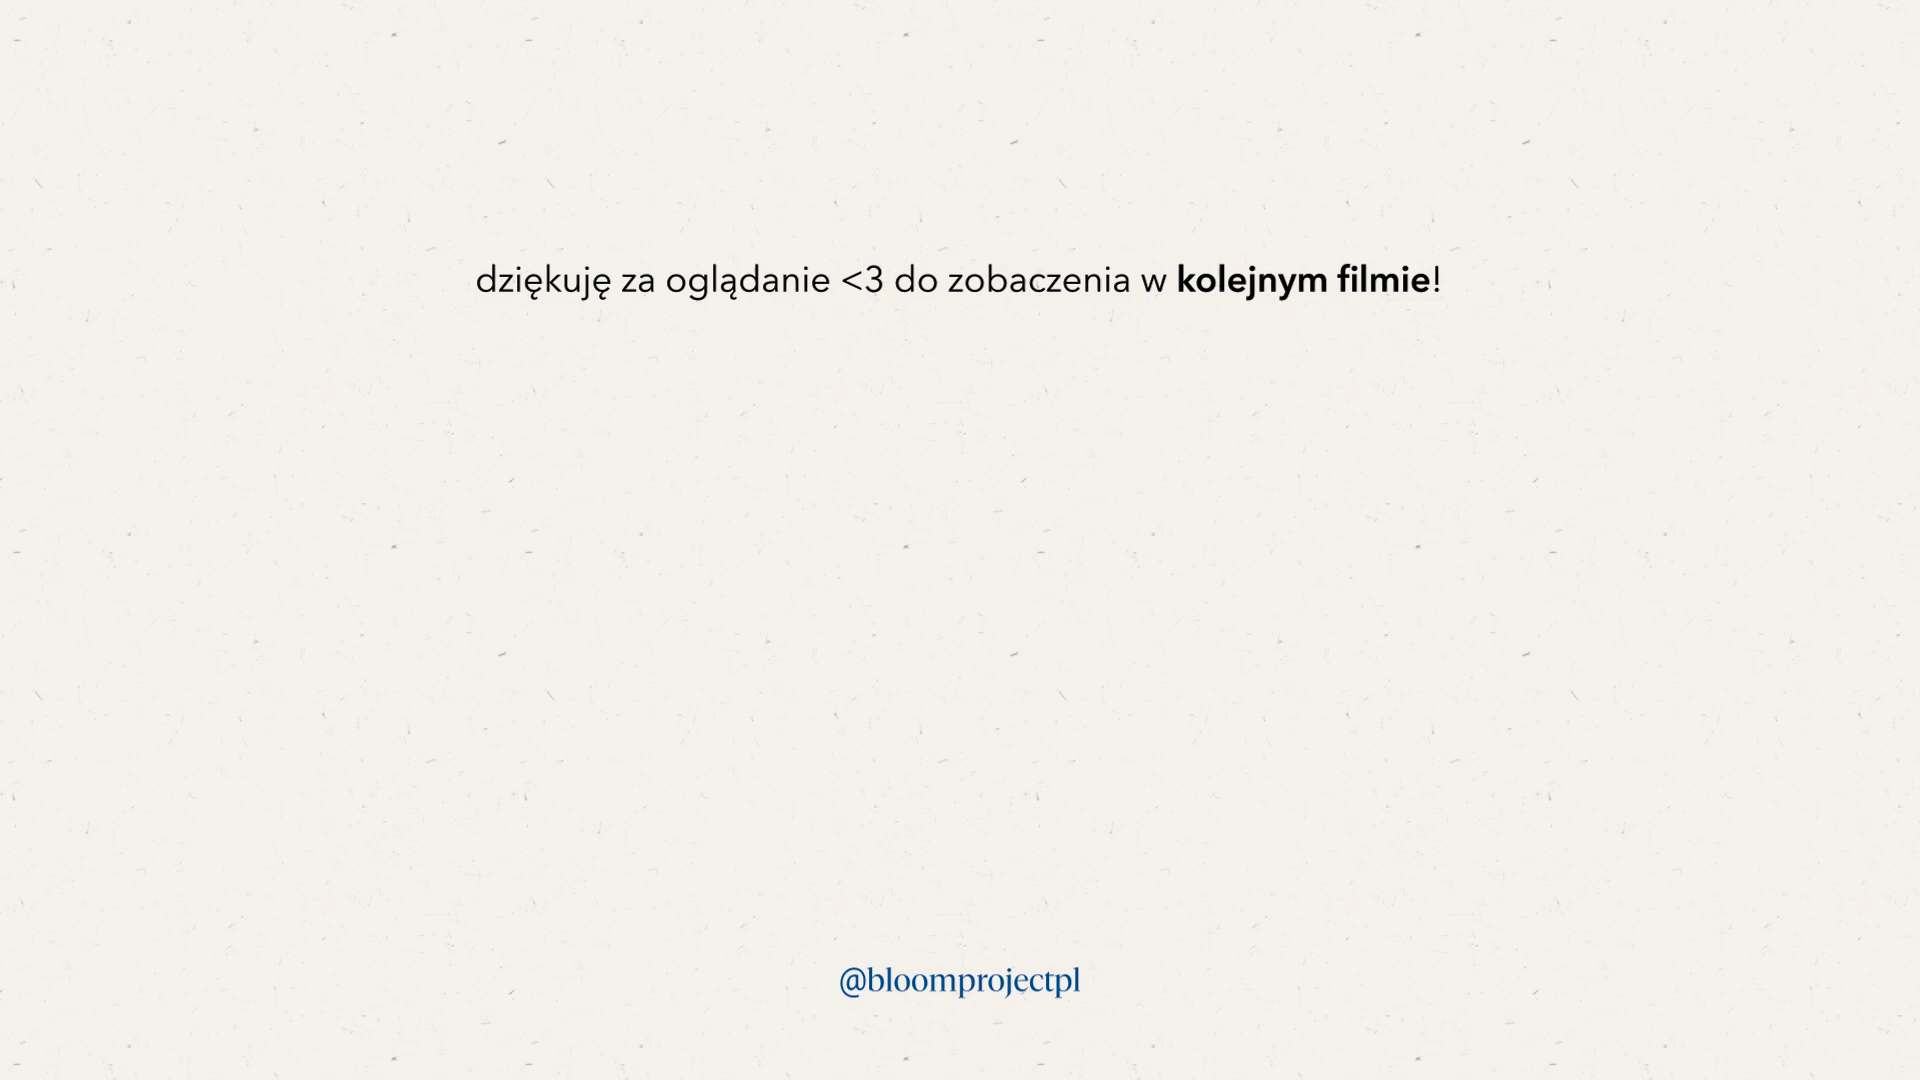 dziękuję za oglądanie <3 do zobaczenia w kolejnym filmie!
@bloomprojectpl